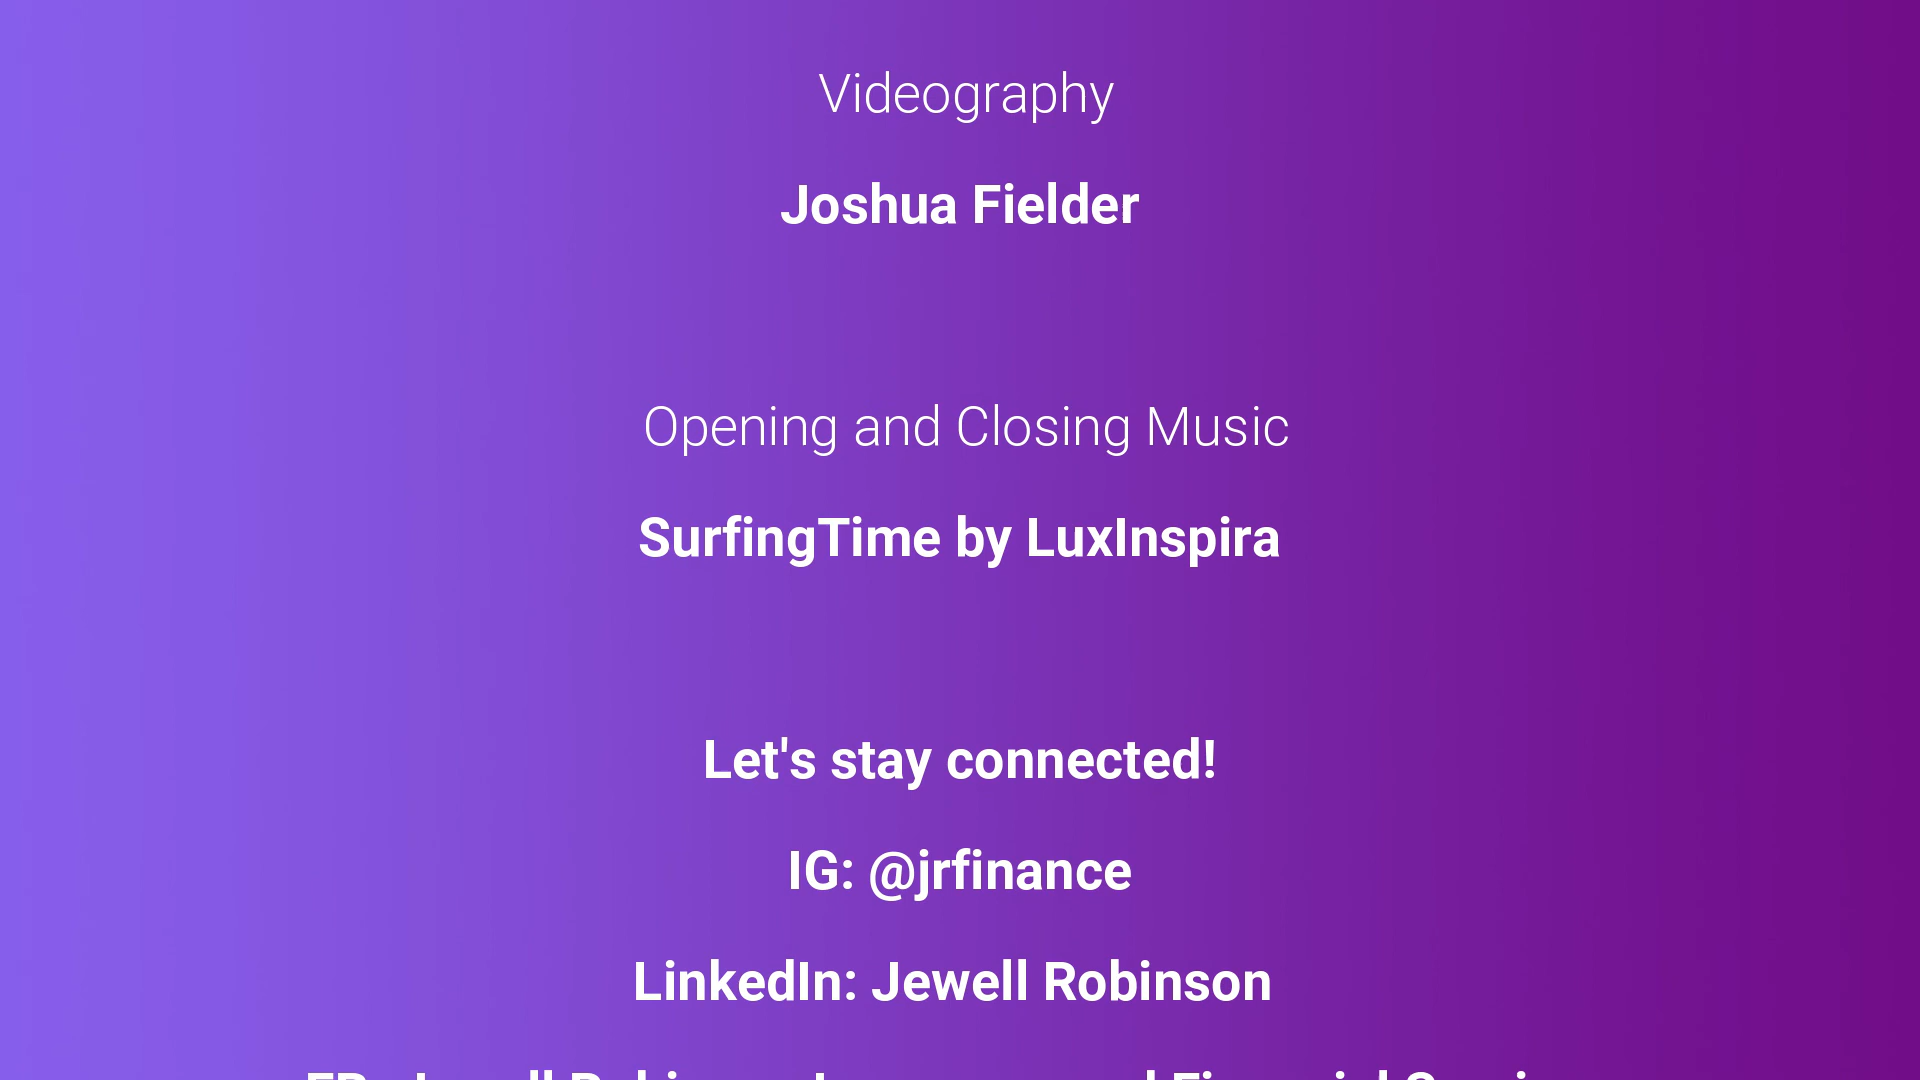 Videography
Joshua Fielder
Opening and Closing Music
SurfingTime by LuxInspira
Let's stay connected!
IG: @jrfinance
LinkedIn: Jewell Robinson